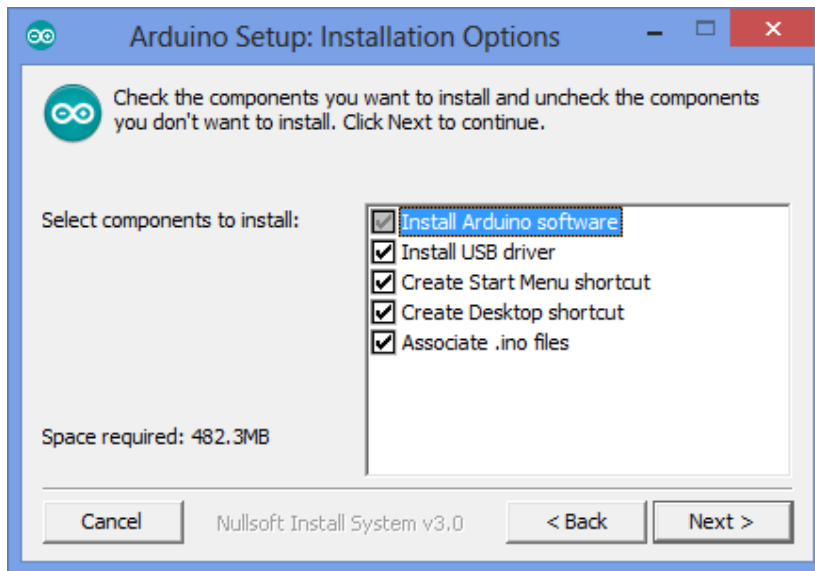 Arduino Setup: Installation Options
Check the components you want to install and uncheck the components
you don't want to install. Click Next to continue.
Select components to install:
Install Arduino software
Install USB driver
Create Start Menu shortcut
Create Desktop shortcut
Associate .ino files
Space required: 482.3MB
Cancel
Nullsoft Install System v3.0
< Back
Next >